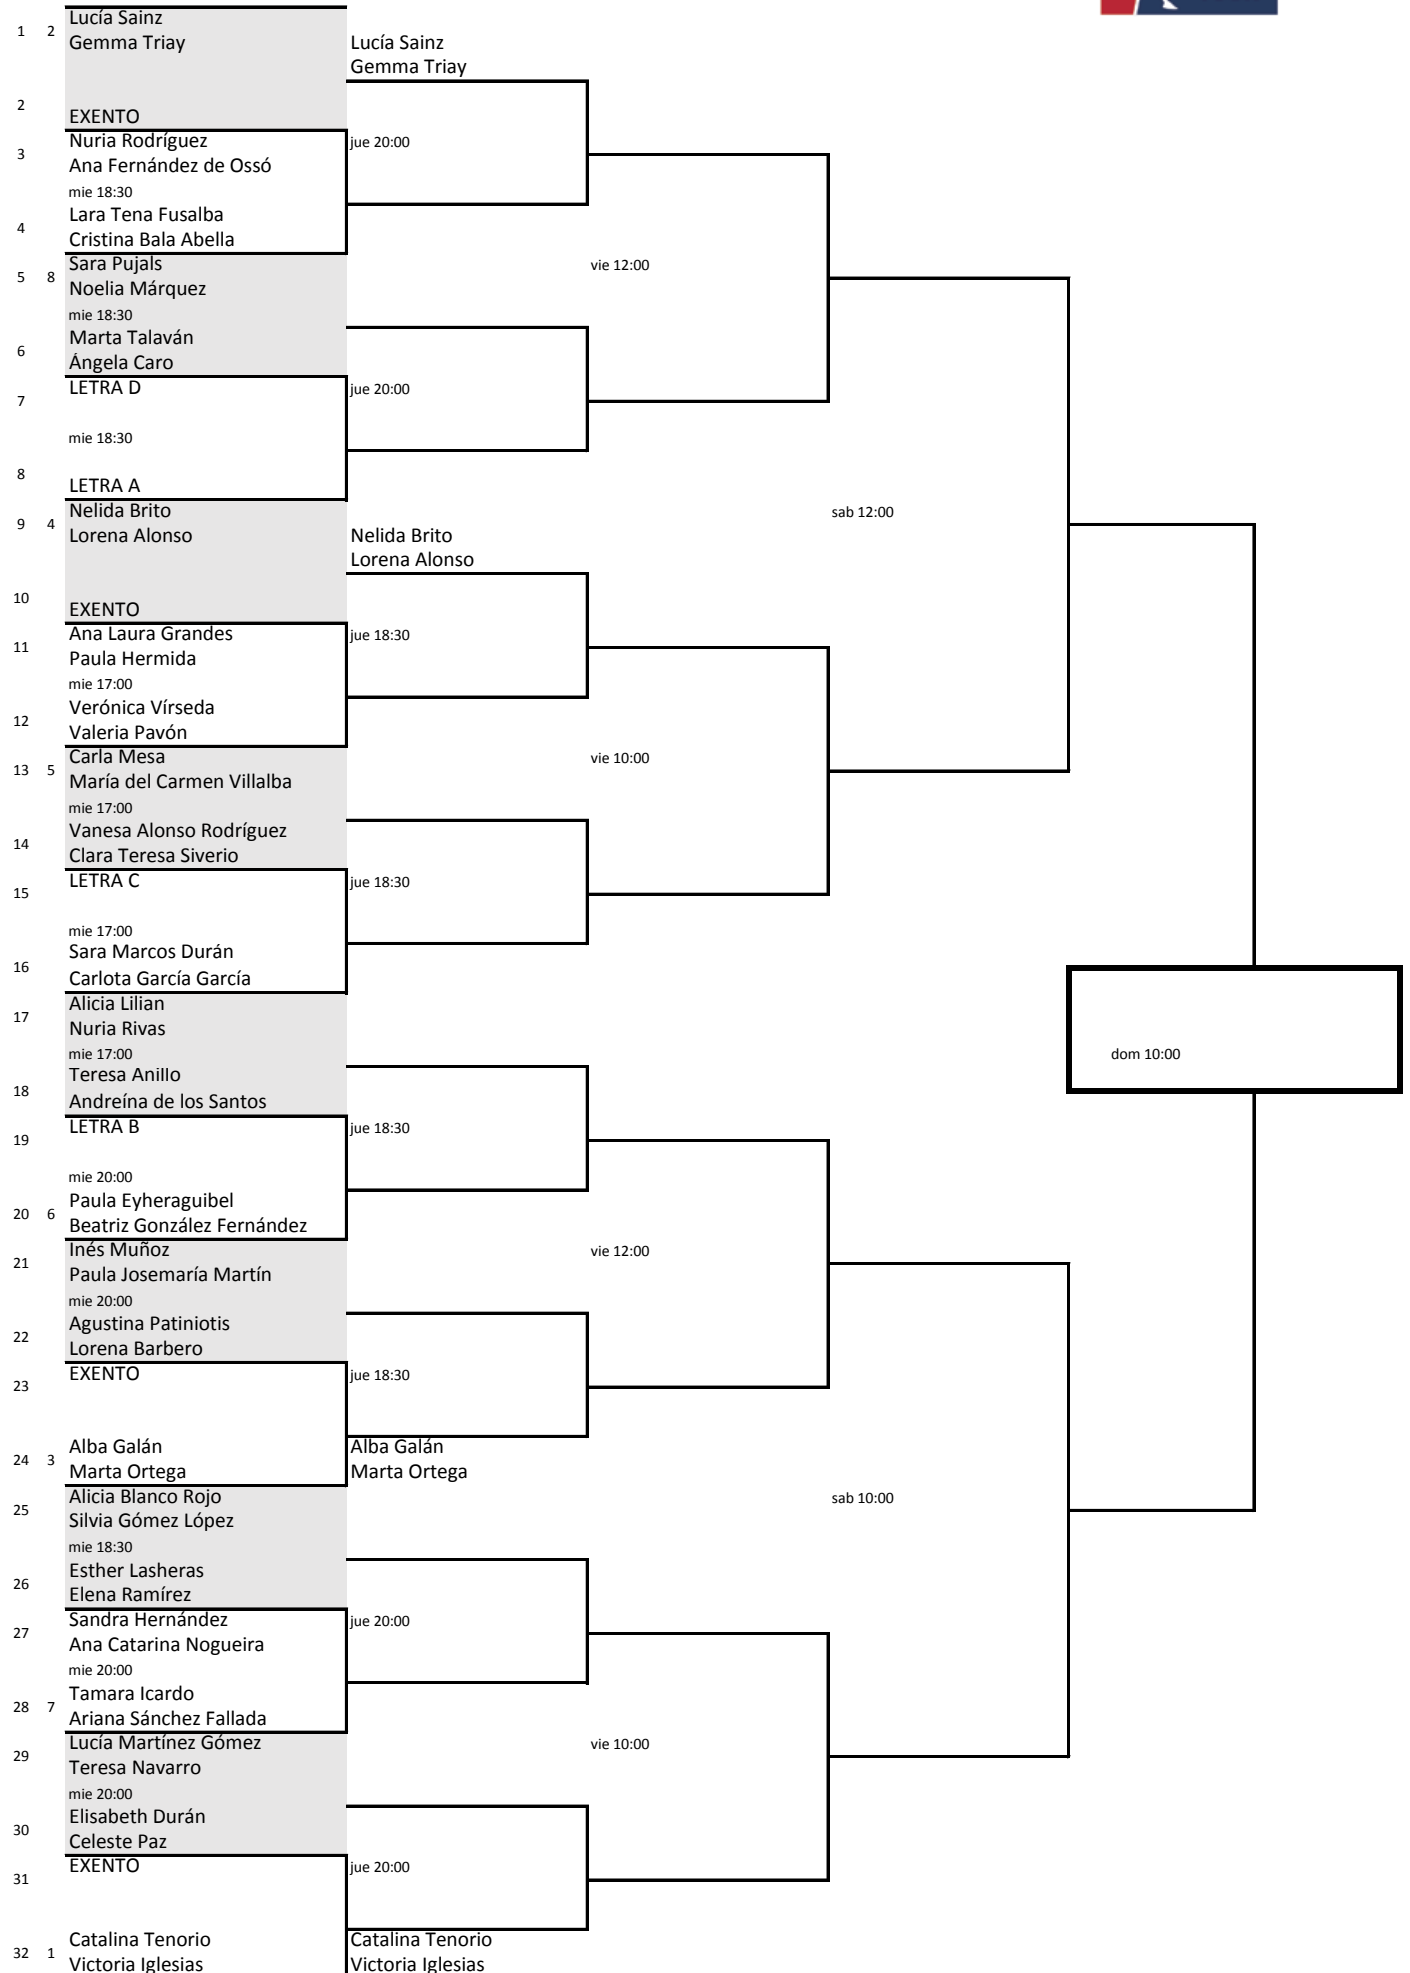 Lucía Sainz
1 2
Gemma Triay
Lucía Sainz
Gemma Triay
2
EXENTO
Nuria Rodríguez
jue 20:00
3
Ana Fernández de Ossó
mie 18:30
Lara Tena Fusalba
4
Cristina Bala Abella
Sara Pujals
vie 12:00
5 8
Noelia Márquez
mie 18:30
Marta Talaván
6
Ángela Caro
LETRA D
jue 20:00
7
mie 18:30
8
LETRA A
Nelida Brito
sab 12:00
9 4
Lorena Alonso
Nelida Brito
Lorena Alonso
10
EXENTO
Ana Laura Grandes
jue 18:30
11
Paula Hermida
mie 17:00
Verónica Vírseda
12
Valeria Pavón
Carla Mesa
vie 10:00
13 5
María del Carmen Villalba
mie 17:00
Vanesa Alonso Rodríguez
14
Clara Teresa Siverio
LETRA C
jue 18:30
15
mie 17:00
Sara Marcos Durán
16
Carlota García García
Alicia Lilian
17
Nuria Rivas
mie 17:00
dom 10:00
Teresa Anillo
18
Andreína de los Santos
LETRA B
jue 18:30
19
mie 20:00
Paula Eyheraguibel
20 6
Beatriz González Fernández
Inés Muñoz
vie 12:00
21
Paula Josemaría Martín
mie 20:00
Agustina Patiniotis
22
Lorena Barbero
EXENTO
jue 18:30
23
Alba Galán
Alba Galán
24 3
Marta Ortega
Marta Ortega
Alicia Blanco Rojo
sab 10:00
25
Silvia Gómez López
mie 18:30
Esther Lasheras
26
Elena Ramírez
Sandra Hernández
jue 20:00
27
Ana Catarina Nogueira
mie 20:00
Tamara Icardo
28 7
Ariana Sánchez Fallada
Lucía Martínez Gómez
vie 10:00
29
Teresa Navarro
mie 20:00
Elisabeth Durán
30
Celeste Paz
EXENTO
jue 20:00
31
Catalina Tenorio
Catalina Tenorio
32 1
Victoria Iglesias
Victoria Iglesias